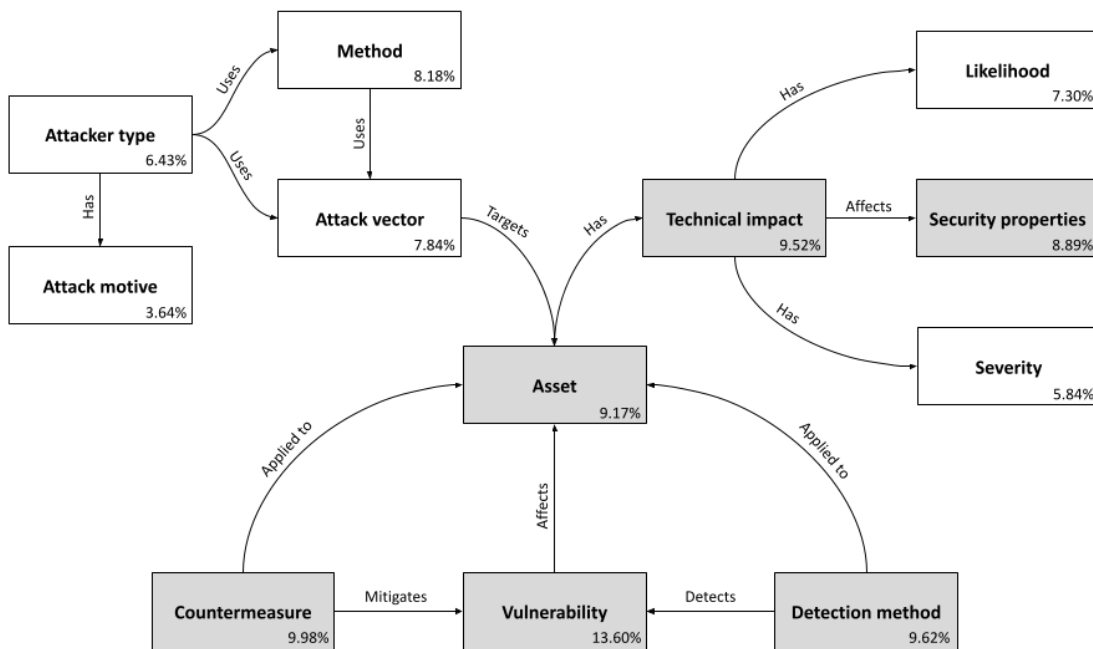 Method
8.18%
Likelihood
7.30%
Uses
Has
Attacker type
6.43%
Uses
Uses
Has
Attack vector
7.84%
Targets
Has
Technical impact
9.52%
Affects
Security properties
8.89%
Attack motive
3.64%
Has
Severity
5.84%
Asset
9.17%
Applied to
Affects
Applied to
Countermeasure
9.98%
Mitigates
Vulnerability
13.60%
Detects
Detection method
9.62%